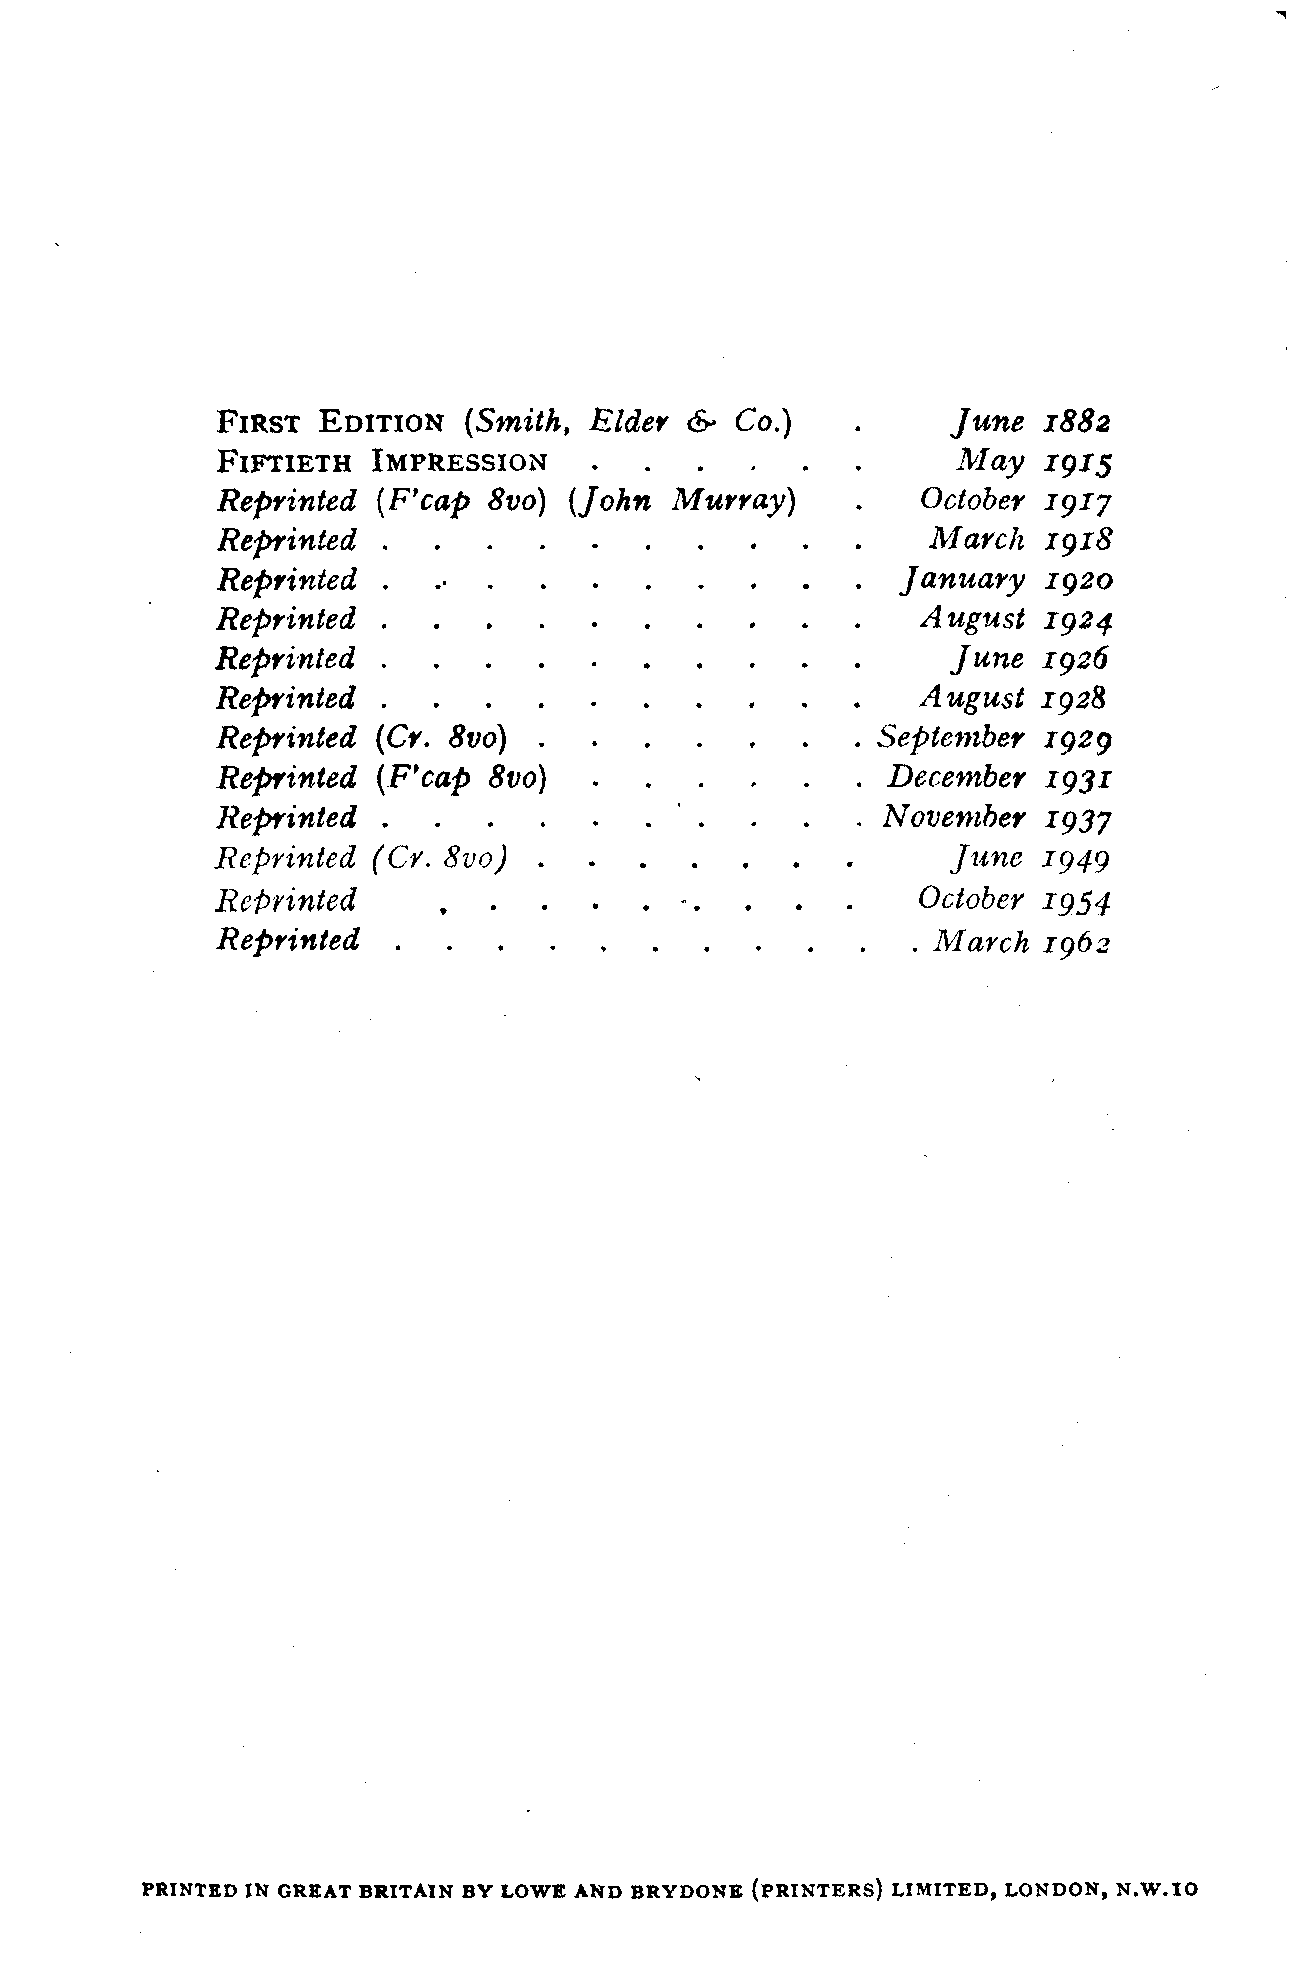 First Edition (Smith, Elder & Co.) . June 1882
Fiftieth Impression . . . . . . May 1915
Reprinted (F'cap 8vo) (John Murray) . October 1917
Reprinted . . . . . . . . . . March 1918
Reprinted . . . . . . . . . . January 1920
Reprinted . . . . . . . . . . August 1924
Reprinted . . . . . . . . . . June 1926
Reprinted . . . . . . . . . . August 1928
Reprinted (Cr. 8vo) . . . . . . . September 1929
Reprinted (F'cap 8vo) . . . . . . December 1931
Reprinted . . . . . . . . . . November 1937
Reprinted (Cr. 8vo) . . . . . . . June 1949
Reprinted . . . . . . . . . October 1954
Reprinted . . . . . . . . . . . March 1962
PRINTED IN GREAT BRITAIN BY LOWE AND BRYDONE (PRINTERS) LIMITED, LONDON, N.W.10